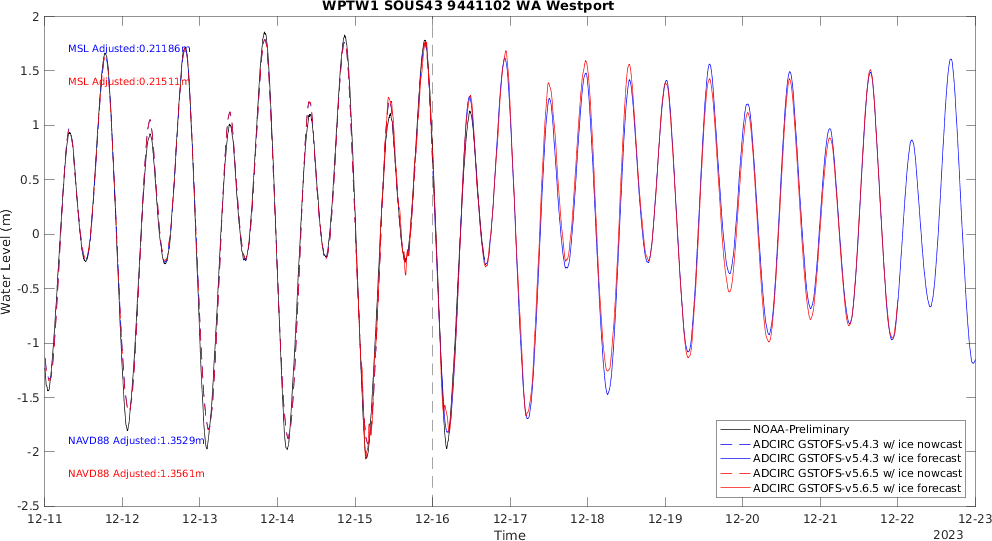 WPTW1 SOUS43 9441102 WA Westport
MSL Adjusted:0.21186m
MSL Adjusted:0.21511m
NAVD88 Adjusted:1.3529m
NAVD88 Adjusted:1.3561m
Water Level (m)
2
1.5
1
0.5
0
-0.5
-1
-1.5
-2
-2.5
NOAA-Preliminary
ADCIRC GSTOFS-v5.4.3 w/ ice nowcast
ADCIRC GSTOFS-v5.4.3 w/ ice forecast
ADCIRC GSTOFS-v5.6.5 w/ ice nowcast
ADCIRC GSTOFS-v5.6.5 w/ ice forecast
12-11 12-12 12-13 12-14 12-15 12-16 12-17 12-18 12-19 12-20 12-21 12-22 12-23
Time
2023